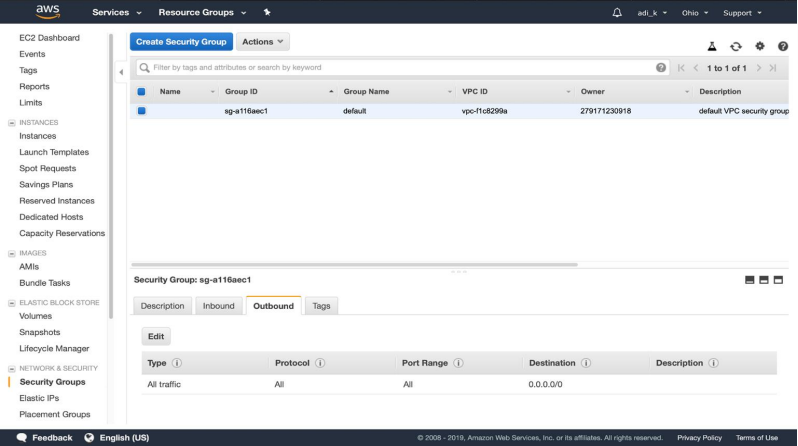 aws Services Resource Groups adi_k Ohio Support
EC2 Dashboard
Events
Tags
Reports
Limits
INSTANCES
Instances
Launch Templates
Spot Requests
Savings Plans
Reserved Instances
Dedicated Hosts
Capacity Reservations
IMAGES
AMIs
Bundle Tasks
ELASTIC BLOCK STORE
Volumes
Snapshots
Lifecycle Manager
NETWORK & SECURITY
Security Groups
Elastic IPs
Placement Groups
Create Security Group Actions
Filter by tags and attributes or search by keyword 1 to 1 of 1
Name Group ID Group Name VPC ID Owner Description
sg-a116aec1 default vpc-f1c8299a 279171230918 default VPC security group
Security Group: sg-a116aec1
Description Inbound Outbound Tags
Edit
Type Protocol Port Range Destination Description
All traffic All All 0.0.0.0/0
Feedback English (US) © 2008 - 2019, Amazon Web Services, Inc. or its affiliates. All rights reserved. Privacy Policy Terms of Use